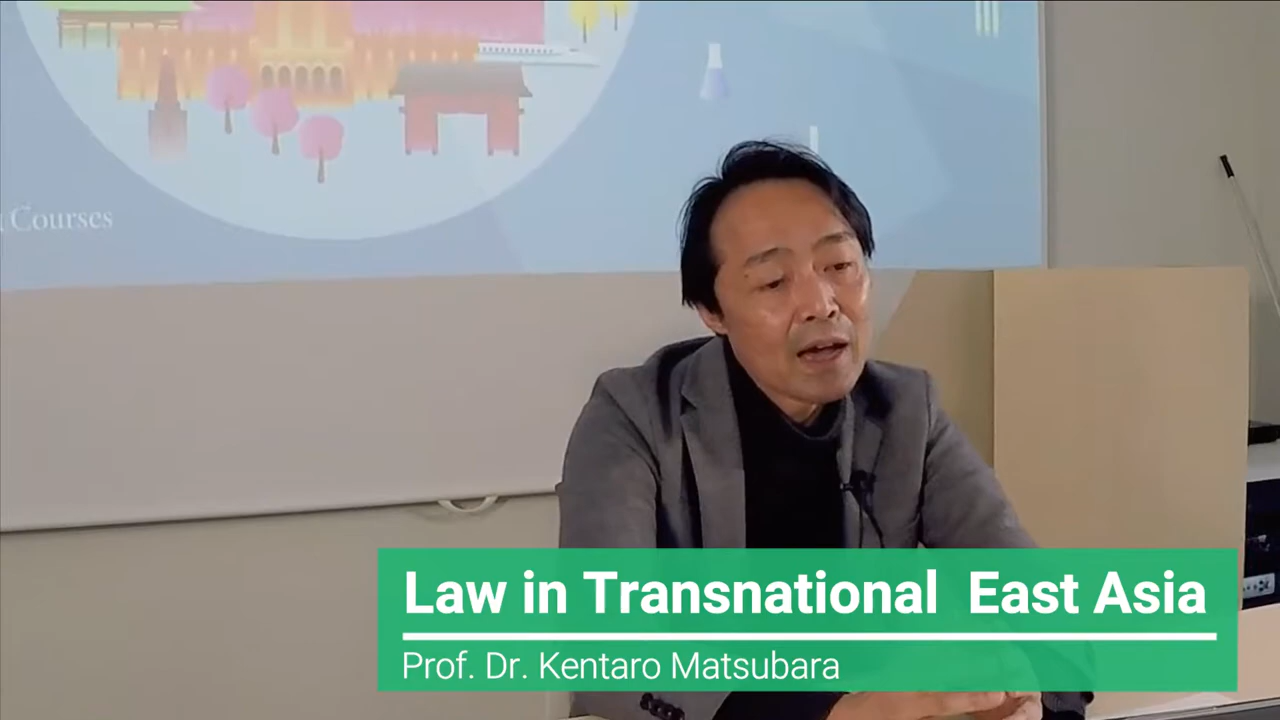 Courses
Law in Transnational  East Asia
Prof. Dr. Kentaro Matsubara